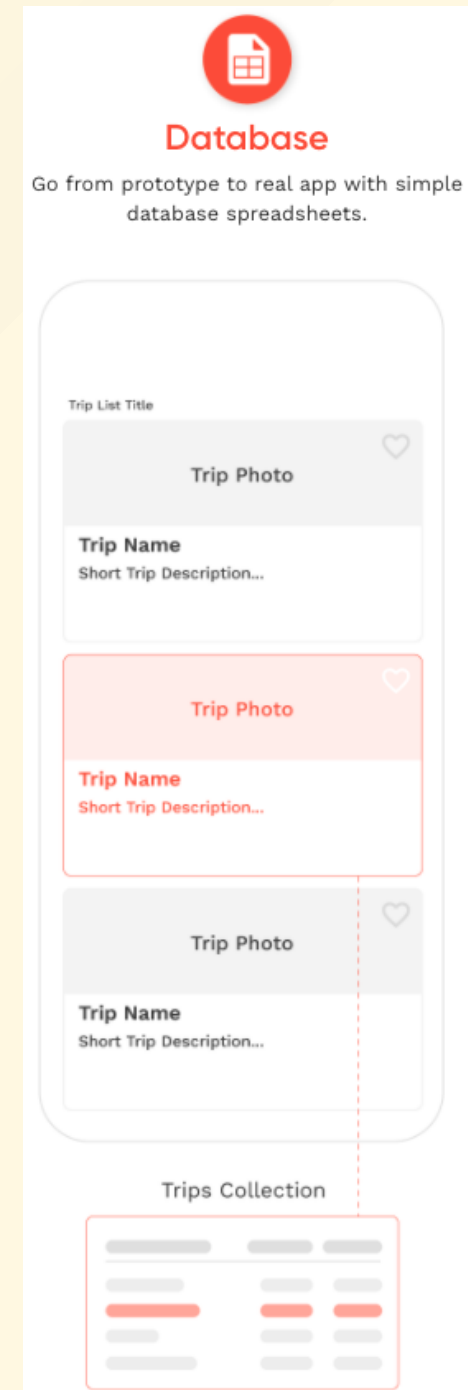 Database
Go from prototype to real app with simple
database spreadsheets.
Trip List Title
Trip Photo
Trip Name
Short Trip Description...
Trip Photo
Trip Name
Short Trip Description...
Trip Photo
Trip Name
Short Trip Description...
Trips Collection